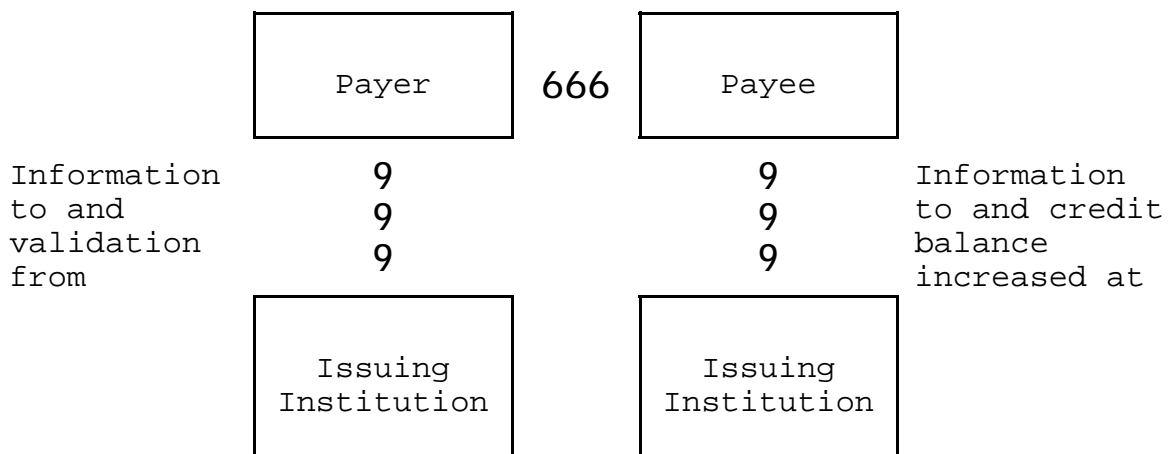 Payer 666 Payee
Information
to and
validation
from
9
9
9
9
9
9
Information
to and credit
balance
increased at
Issuing
Institution
Issuing
Institution